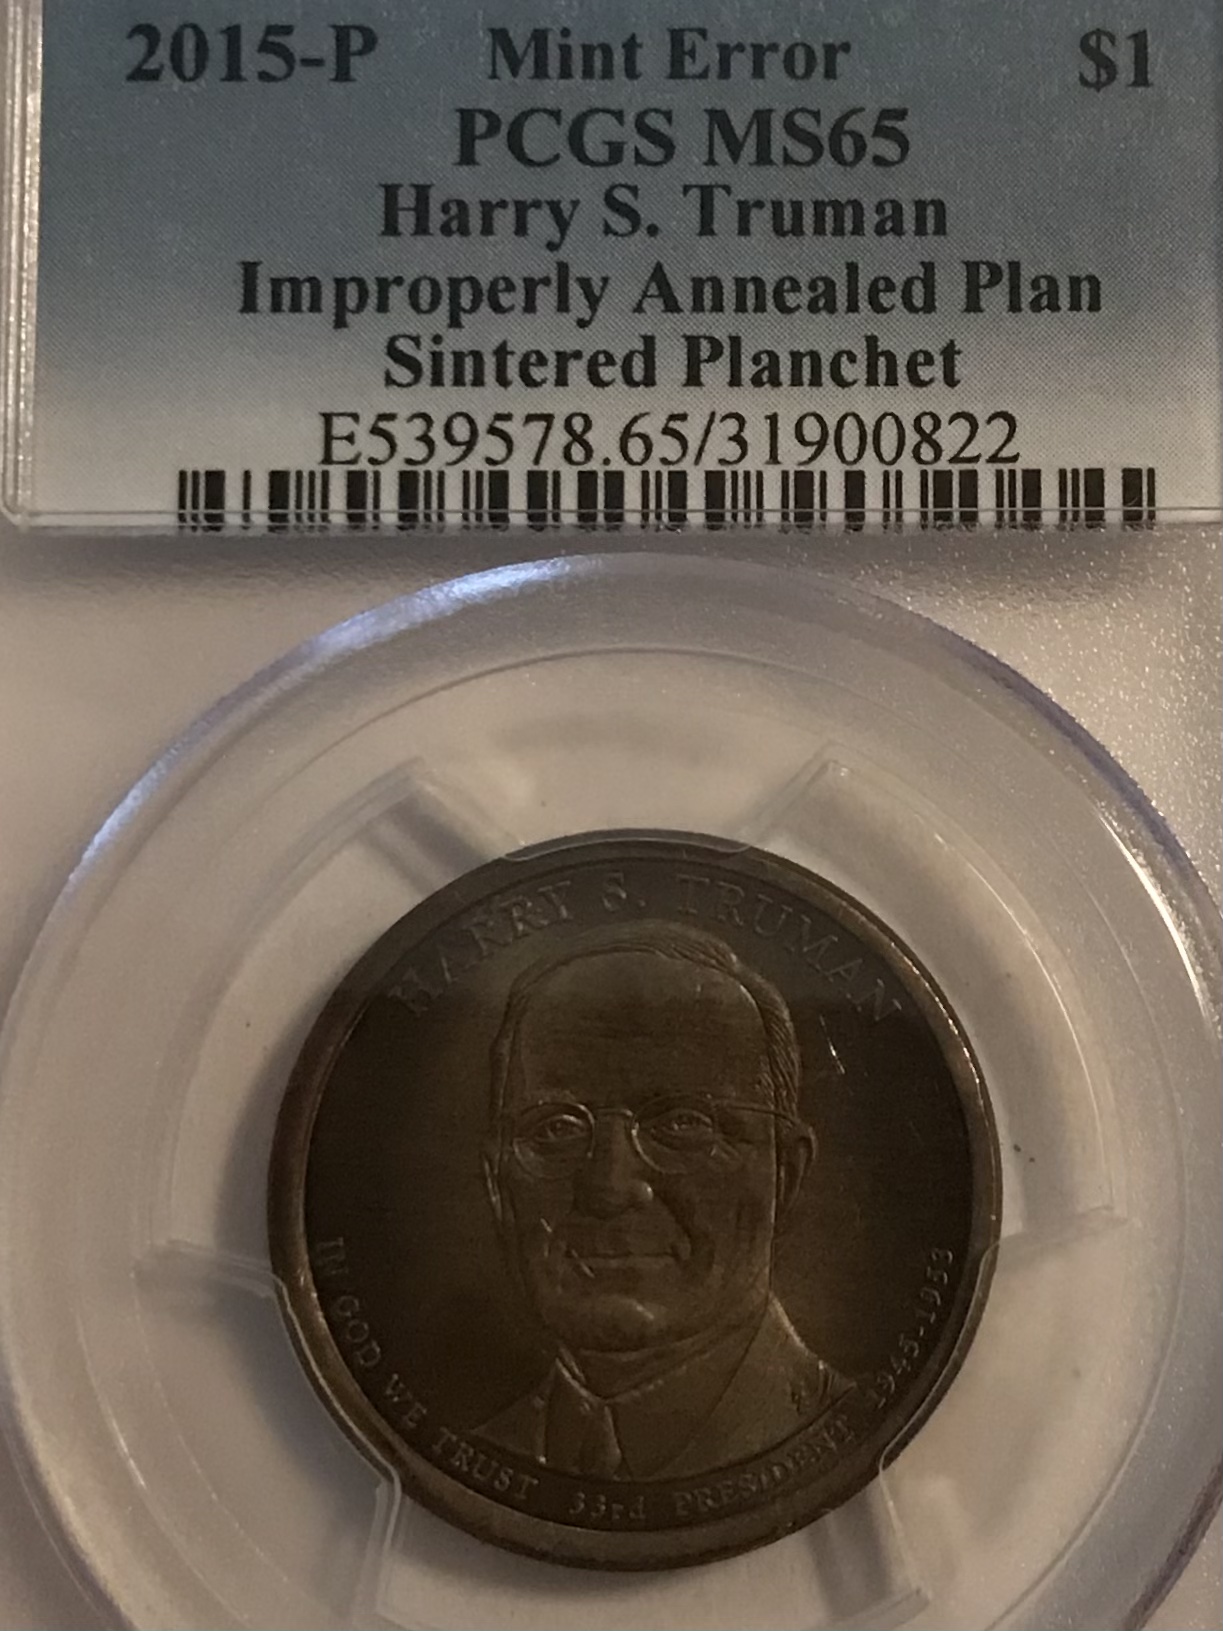 2015-P Mint Error $1
PCGS MS65
Harry S. Truman
Improperly Annealed Plan
Sintered Planchet
E539578.65/31900822
HARRY S. TRUMAN
IN GOD WE TRUST 33rd PRESIDENT 1945-1953